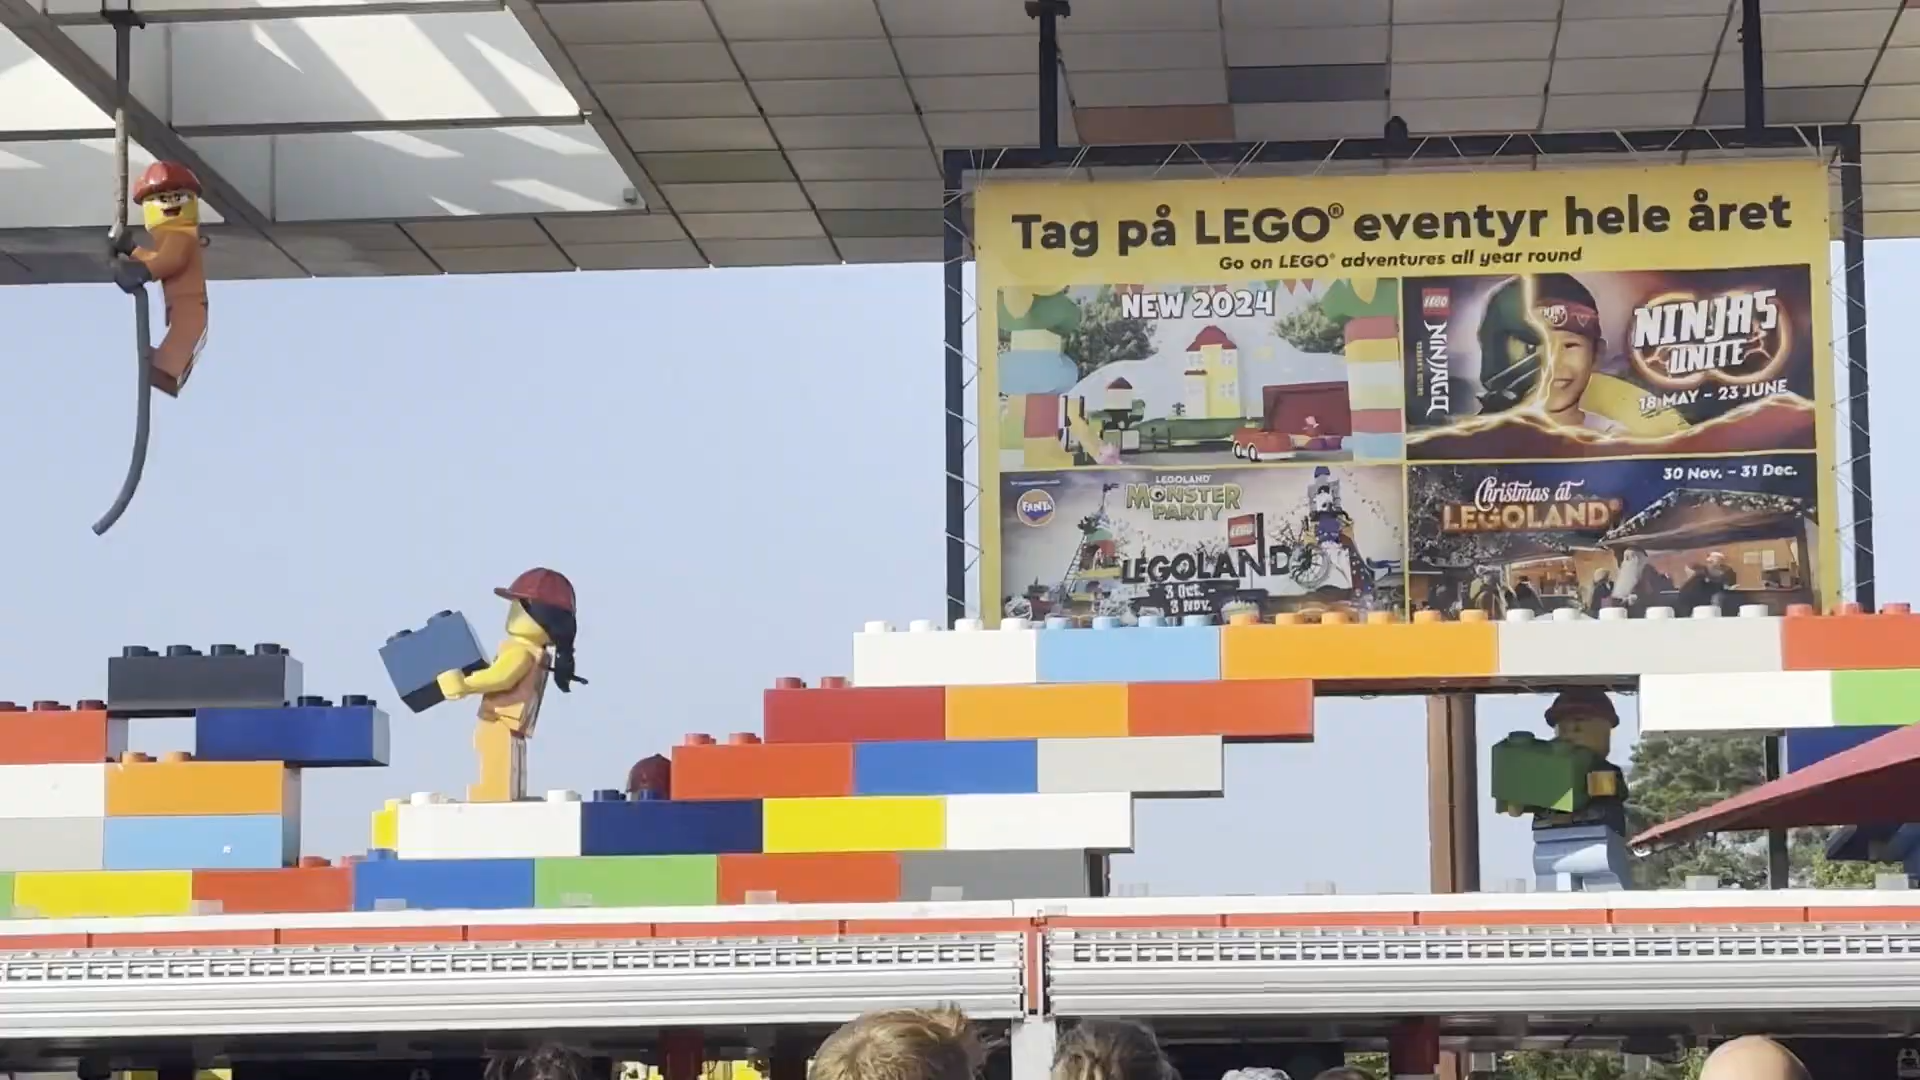 Tag på LEGO® eventyr hele året
Go on LEGO® adventures all year round
NEW 2024
LEGO
NINJAGO
NINJAS
UNITE
18 MAY - 23 JUNE
FANTA
LEGOLAND
MONSTER
PARTY
LEGO
LEGOLAND
3 Oct. -
3 NOV.
30 Nov. - 31 Dec.
Christmas at
LEGOLAND®